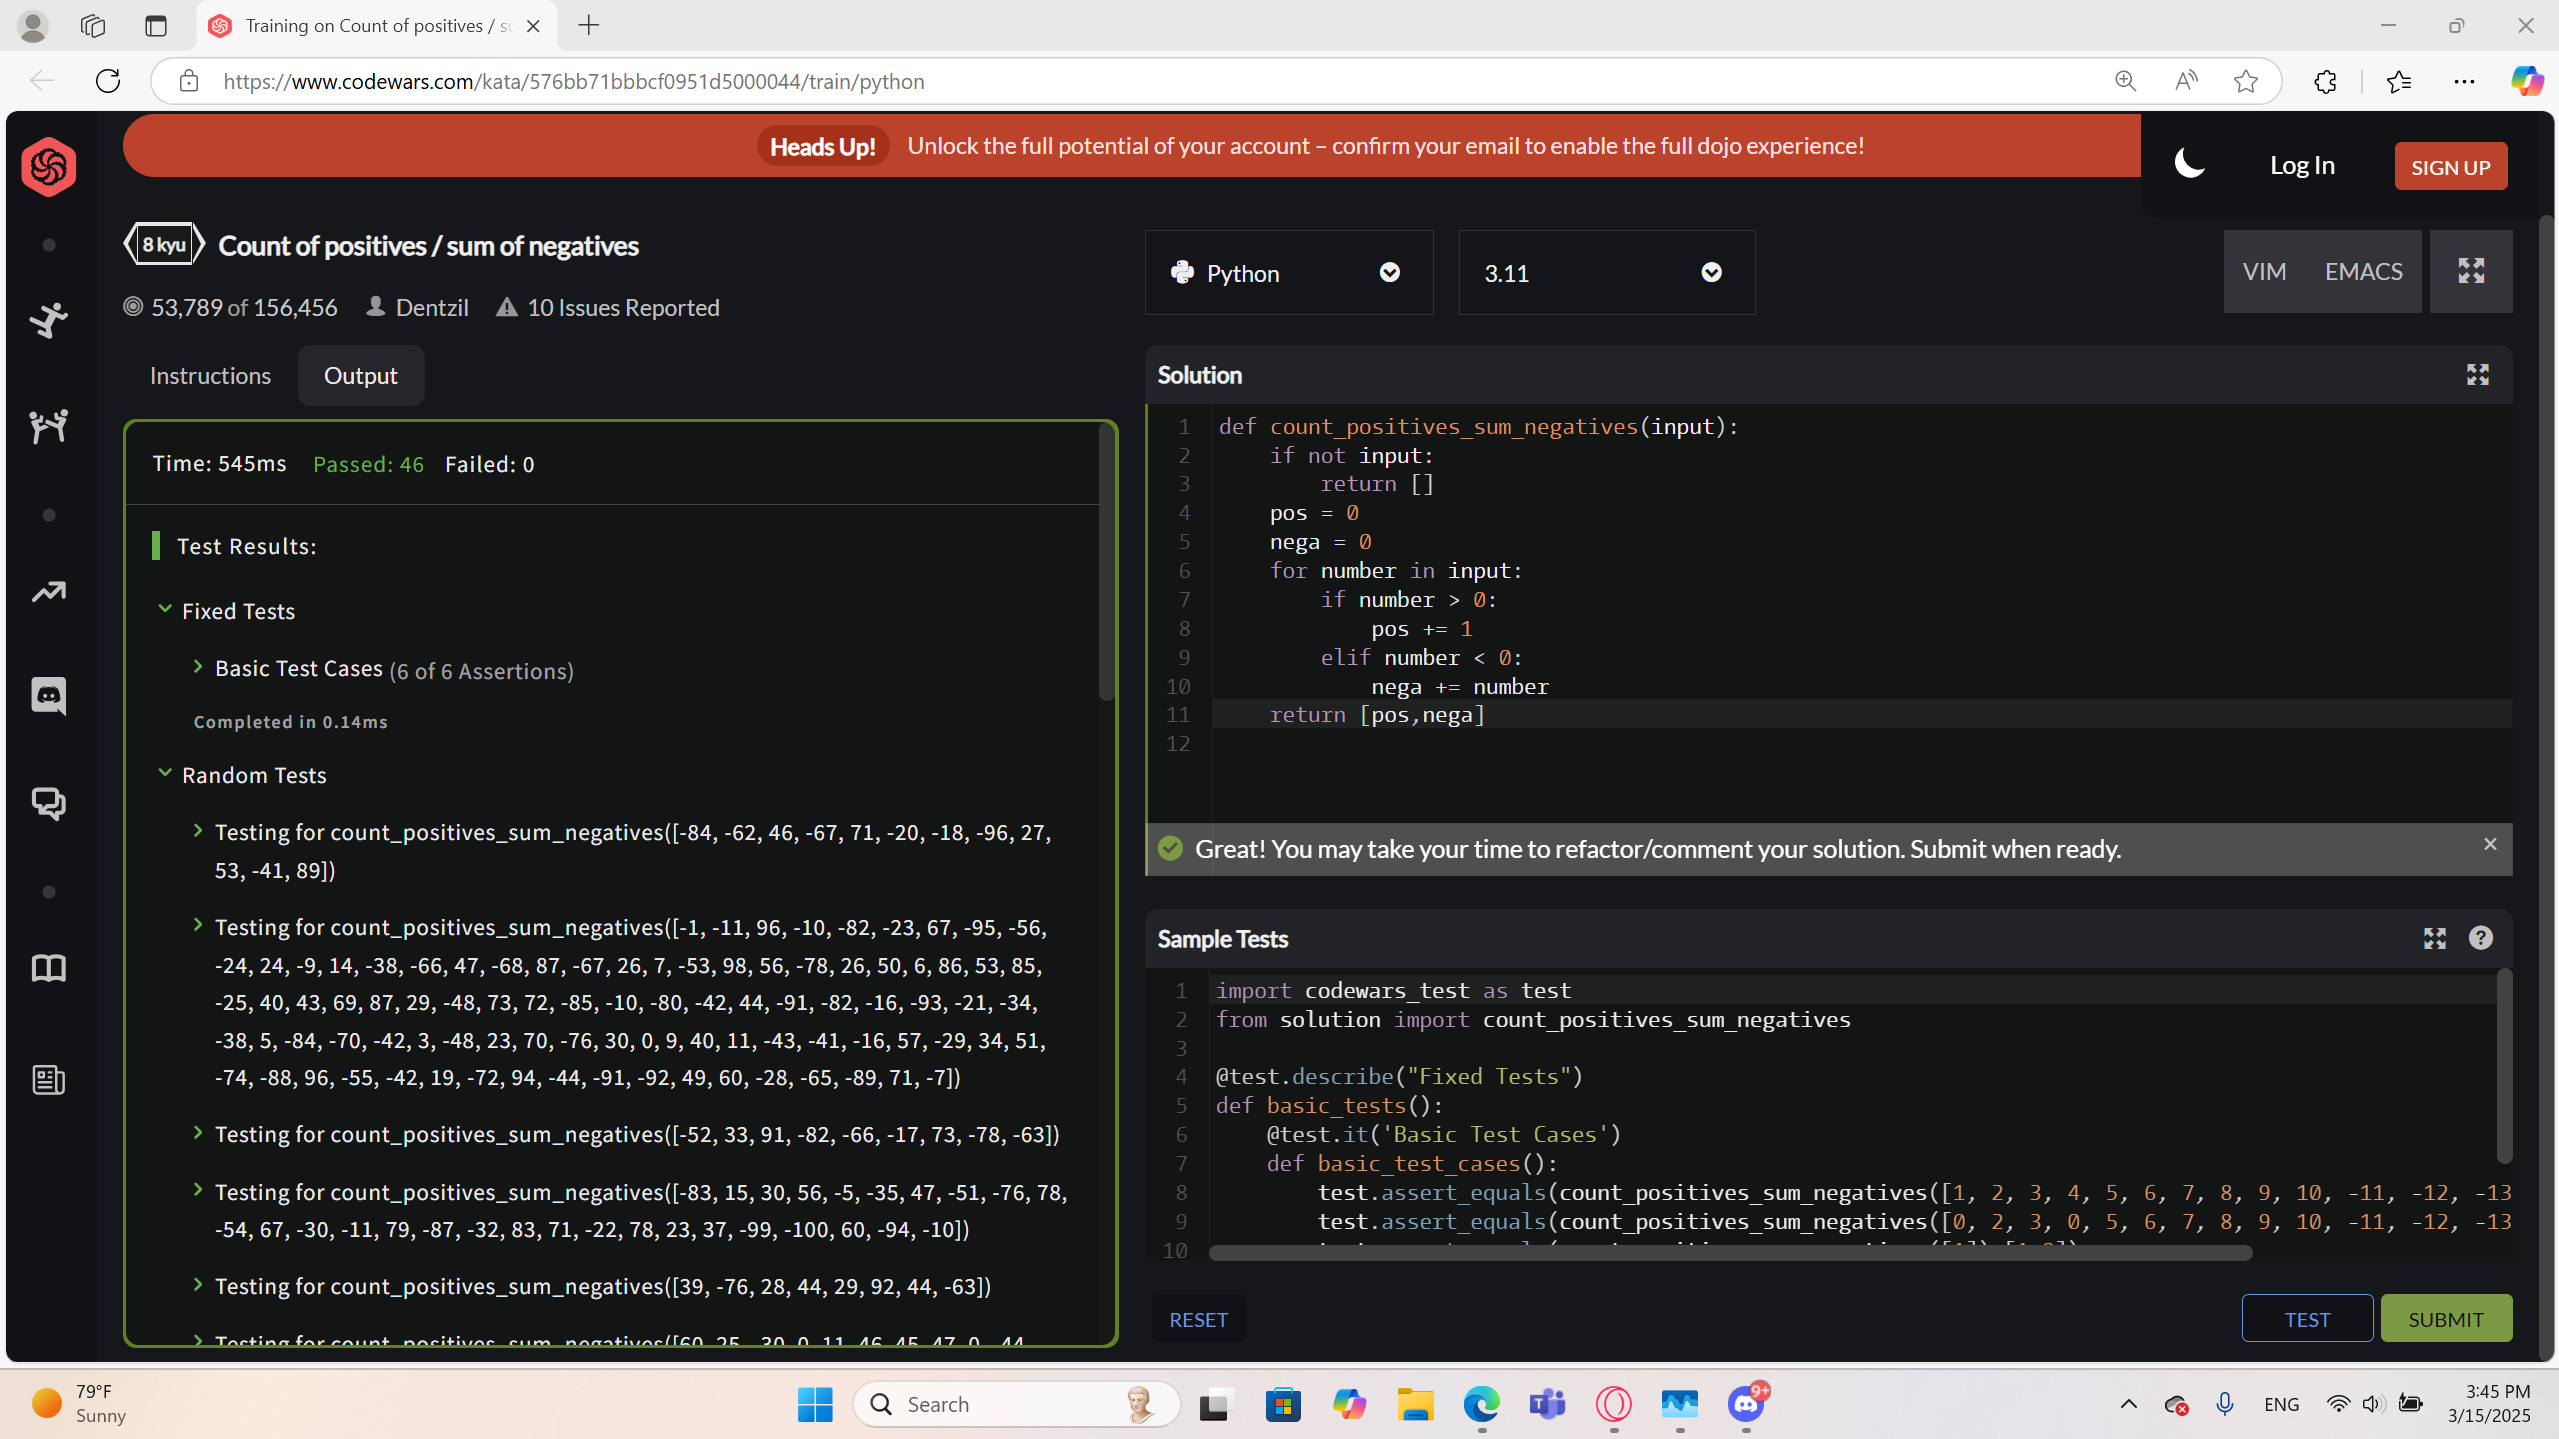 Training on Count of positives / su
https://www.codewars.com/kata/576bb71bbbcf0951d5000044/train/python
Heads Up! Unlock the full potential of your account – confirm your email to enable the full dojo experience!
Log In
SIGN UP
8 kyu
Count of positives / sum of negatives
53,789 of 156,456
Dentzil
10 Issues Reported
Python
3.11
VIM
EMACS
Instructions
Output
Time: 545ms Passed: 46 Failed: 0
Test Results:
Fixed Tests
Basic Test Cases (6 of 6 Assertions)
Completed in 0.14ms
Random Tests
Testing for count_positives_sum_negatives([-84, -62, 46, -67, 71, -20, -18, -96, 27,
53, -41, 89])
Testing for count_positives_sum_negatives([-1, -11, 96, -10, -82, -23, 67, -95, -56,
-24, 24, -9, 14, -38, -66, 47, -68, 87, -67, 26, 7, -53, 98, 56, -78, 26, 50, 6, 86, 53, 85,
-25, 40, 43, 69, 87, 29, -48, 73, 72, -85, -10, -80, -42, 44, -91, -82, -16, -93, -21, -34,
-38, 5, -84, -70, -42, 3, -48, 23, 70, -76, 30, 0, 9, 40, 11, -43, -41, -16, 57, -29, 34, 51,
-74, -88, 96, -55, -42, 19, -72, 94, -44, -91, -92, 49, 60, -28, -65, -89, 71, -7])
Testing for count_positives_sum_negatives([-52, 33, 91, -82, -66, -17, 73, -78, -63])
Testing for count_positives_sum_negatives([-83, 15, 30, 56, -5, -35, 47, -51, -76, 78,
-54, 67, -30, -11, 79, -87, -32, 83, 71, -22, 78, 23, 37, -99, -100, 60, -94, -10])
Testing for count_positives_sum_negatives([39, -76, 28, 44, 29, 92, 44, -63])
Testing for count_positives_sum_negatives([60,
Solution
1 def count_positives_sum_negatives(input):
2 if not input:
3 return []
4 pos = 0
5 nega = 0
6 for number in input:
7 if number > 0:
8 pos += 1
9 elif number < 0:
10 nega += number
11 return [pos,nega]
12
Great! You may take your time to refactor/comment your solution. Submit when ready.
Sample Tests
1 import codewars_test as test
2 from solution import count_positives_sum_negatives
3
4 @test.describe("Fixed Tests")
5 def basic_tests():
6 @test.it('Basic Test Cases')
7 def basic_test_cases():
8 test.assert_equals(count_positives_sum_negatives([1, 2, 3, 4, 5, 6, 7, 8, 9, 10, -11, -12, -13
9 test.assert_equals(count_positives_sum_negatives([0, 2, 3, 0, 5, 6, 7, 8, 9, 10, -11, -12, -13
10
RESET
TEST
SUBMIT
79°F
Sunny
Search
9+
ENG
3:45 PM
3/15/2025